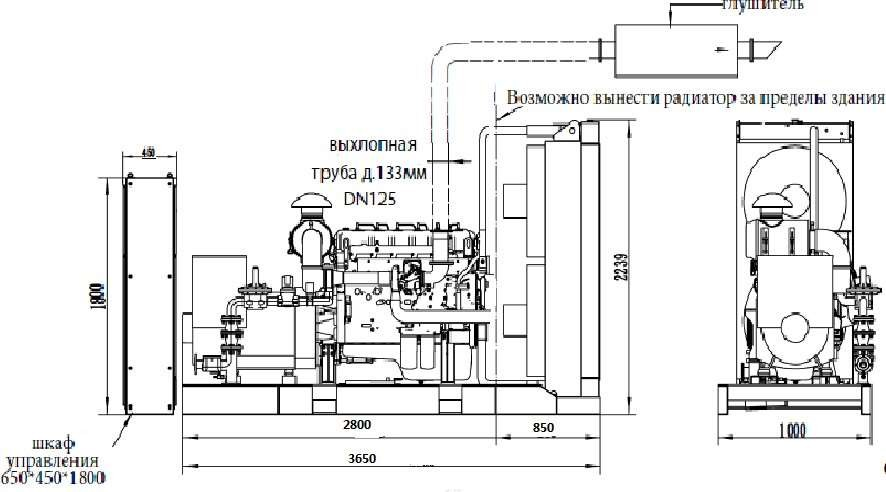 глушитель
Возможно вынести радиатор за пределы здания
выхлопная
труба д.133мм
DN125
450
1800
2239
2800
850
3650
1000
шкаф
управления
650*450*1800